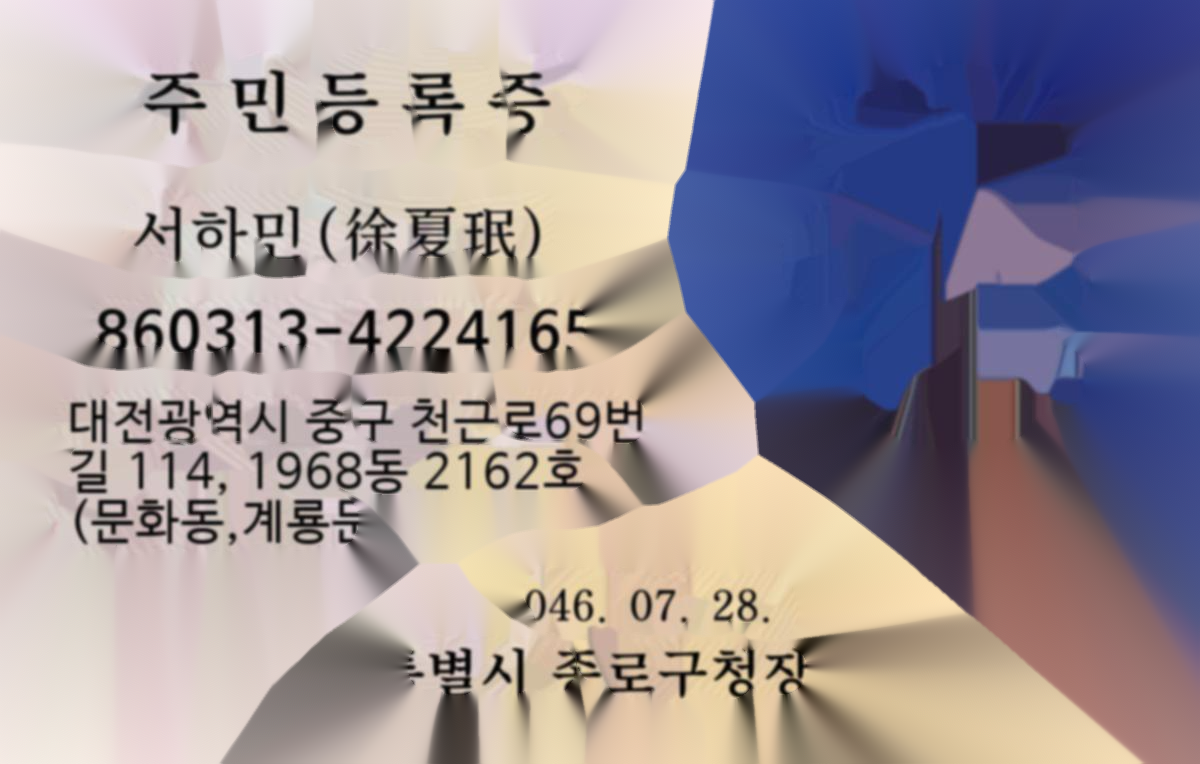 주민등록증
서하민(徐夏珉)
860313-4224165
대전광역시 중구 천근로69번
길 114, 1968동 2162호
(문화동,계룡
046. 07. 28.
별시 종로구청장